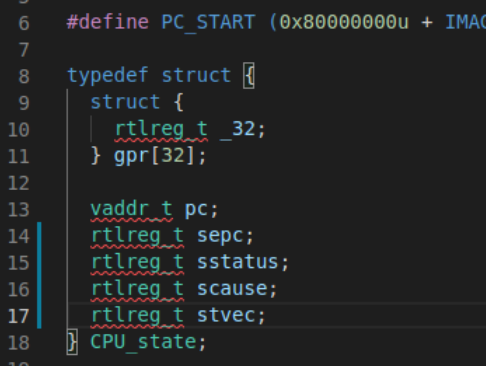 6 #define PC_START (0x80000000u + IMAG
7
8 typedef struct {
9 struct {
10 rtlreg_t _32;
11 } gpr[32];
12
13 vaddr_t pc;
14 rtlreg_t sepc;
15 rtlreg_t sstatus;
16 rtlreg_t scause;
17 rtlreg_t stvec;
18 } CPU_state;